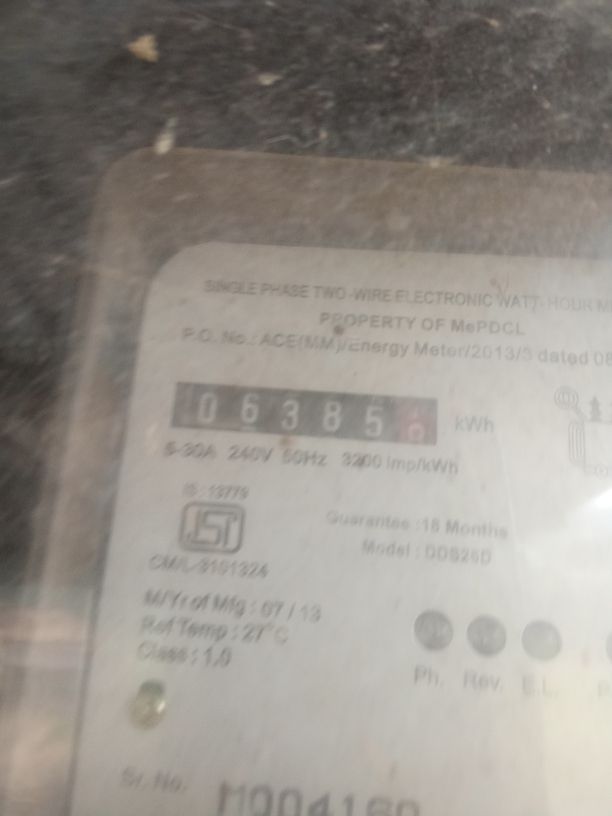 SINGLE PHASE TWO-WIRE ELECTRONIC WATT-HOUR
PROPERTY OF MePDCL
P.O. No.: ACE(MM)/Energy Meter/2013/3 dated
06385 kWh
5-30A 240V 50Hz 3200 imp/kWh
IS : 13779
ISI
CM/L-3101324
Guarantee : 18 Months
Model : DDS26D
M/Yr of Mfg : 07 / 13
Ref Temp : 27°C
Class : 1.0
Ph. Rev. E.L.
Sr. No.